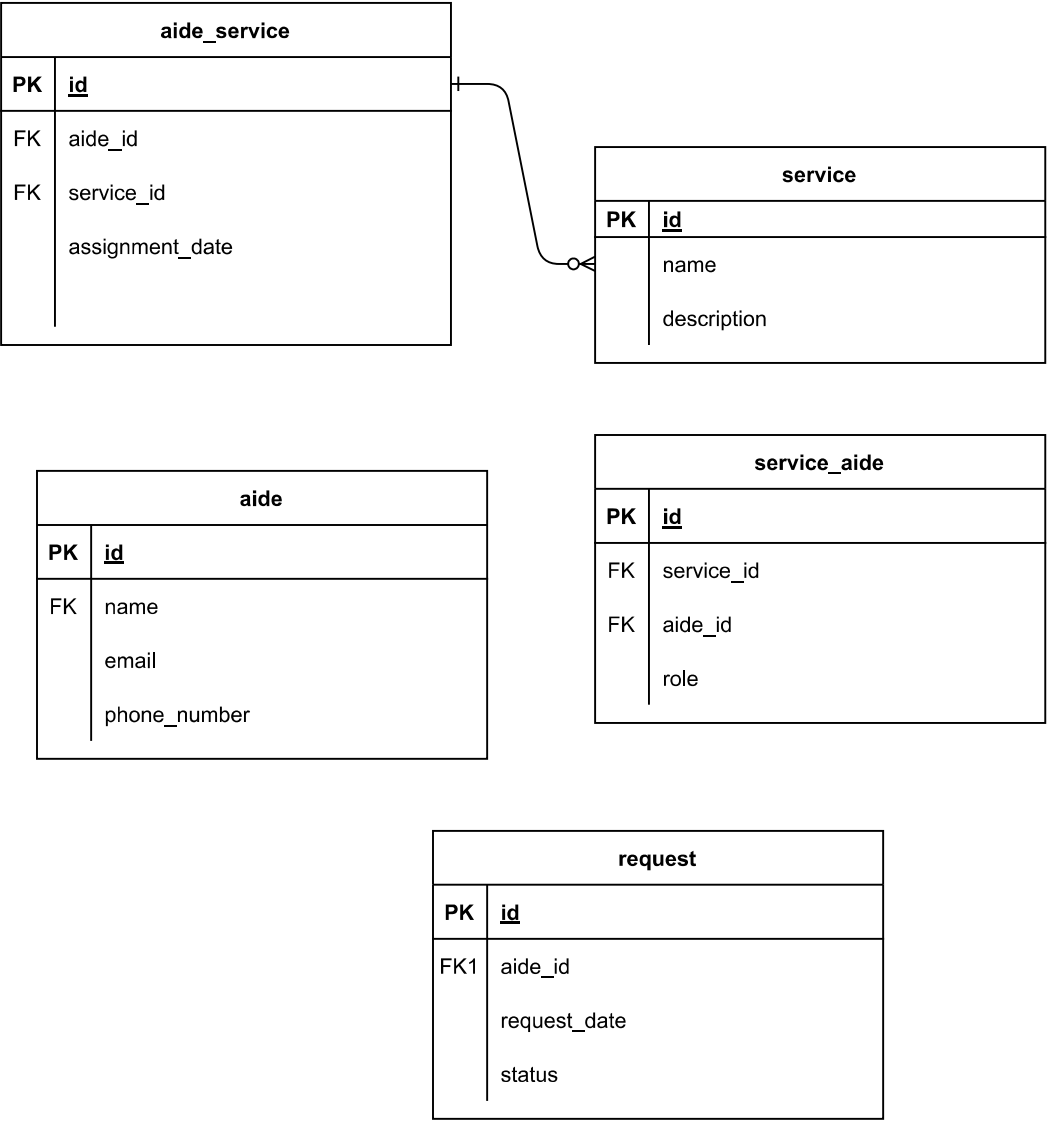 aide_service
PK id
FK aide_id
FK service_id
assignment_date
service
PK id
name
description
aide
PK id
FK name
email
phone_number
service_aide
PK id
FK service_id
FK aide_id
role
request
PK id
FK1 aide_id
request_date
status